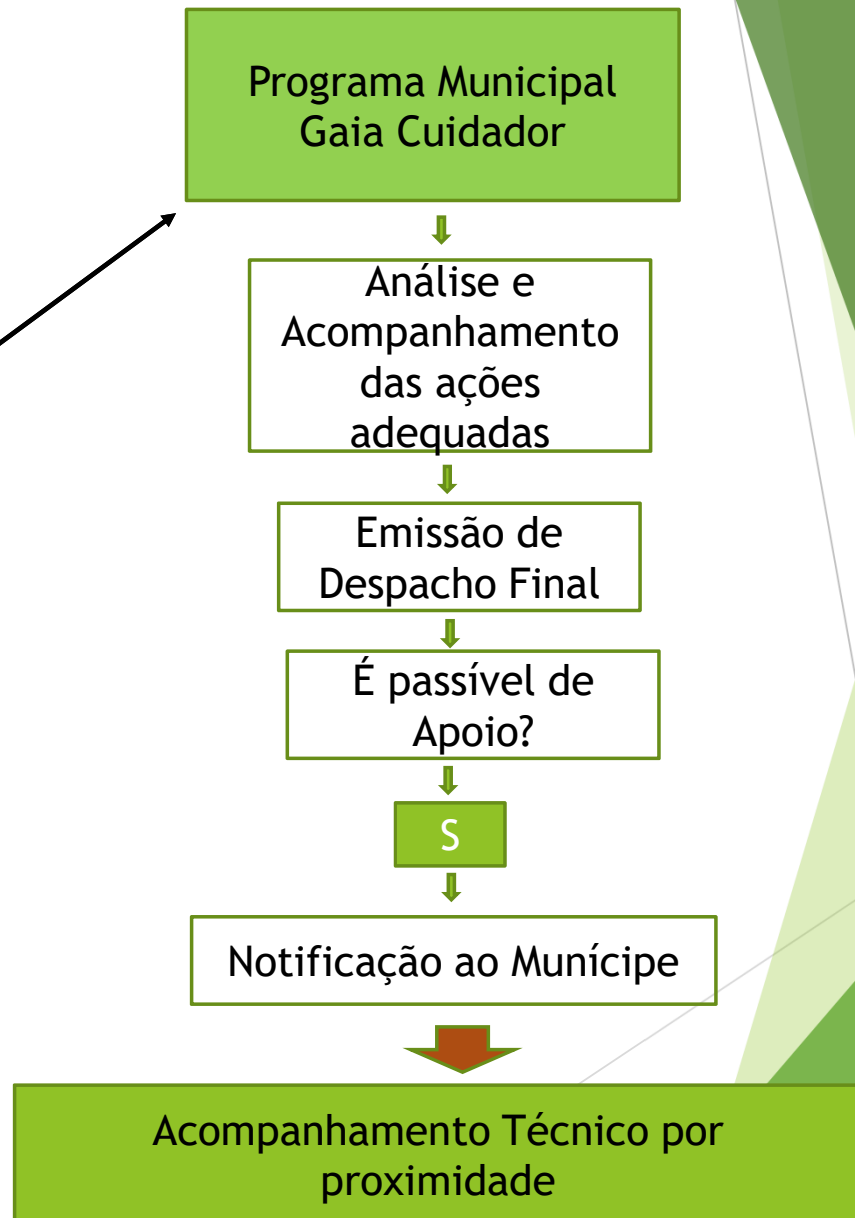 Programa Municipal
Gaia Cuidador
Análise e
Acompanhamento
das ações
adequadas
Emissão de
Despacho Final
É passível de
Apoio?
S
Notificação ao Munícipe
Acompanhamento Técnico por
proximidade